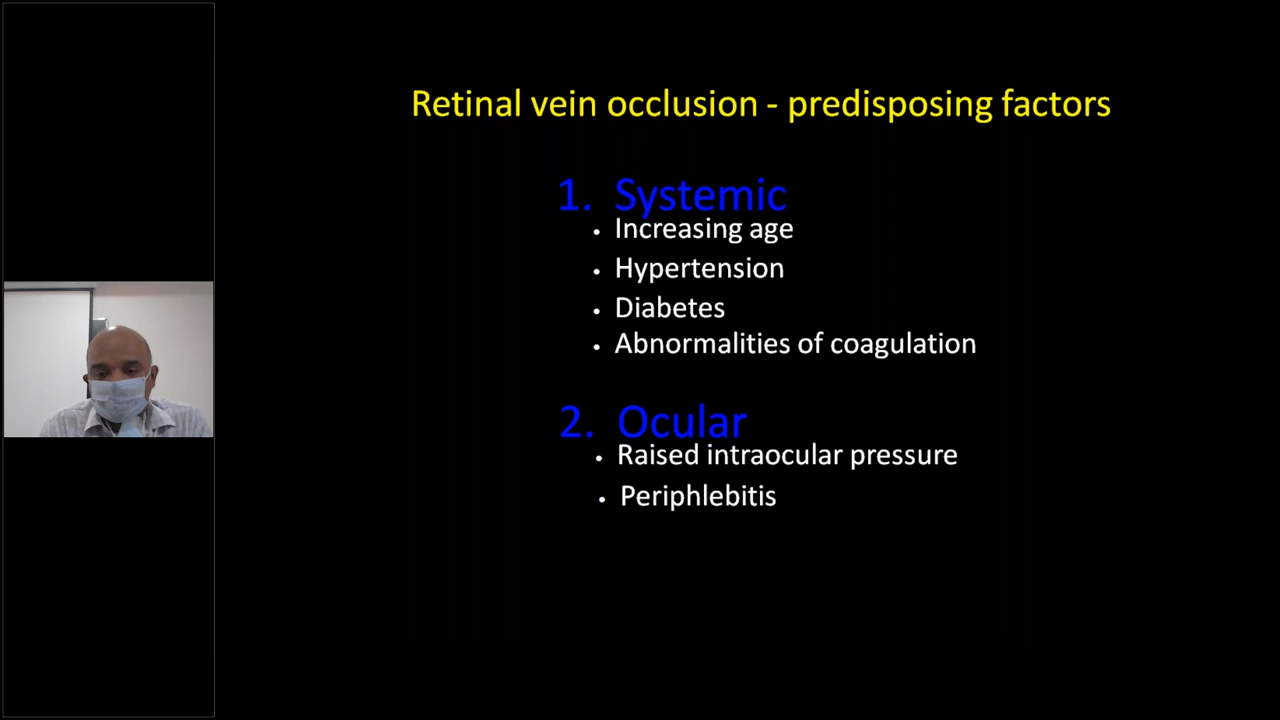 Retinal vein occlusion - predisposing factors
1. Systemic
• Increasing age
• Hypertension
• Diabetes
• Abnormalities of coagulation
2. Ocular
• Raised intraocular pressure
• Periphlebitis